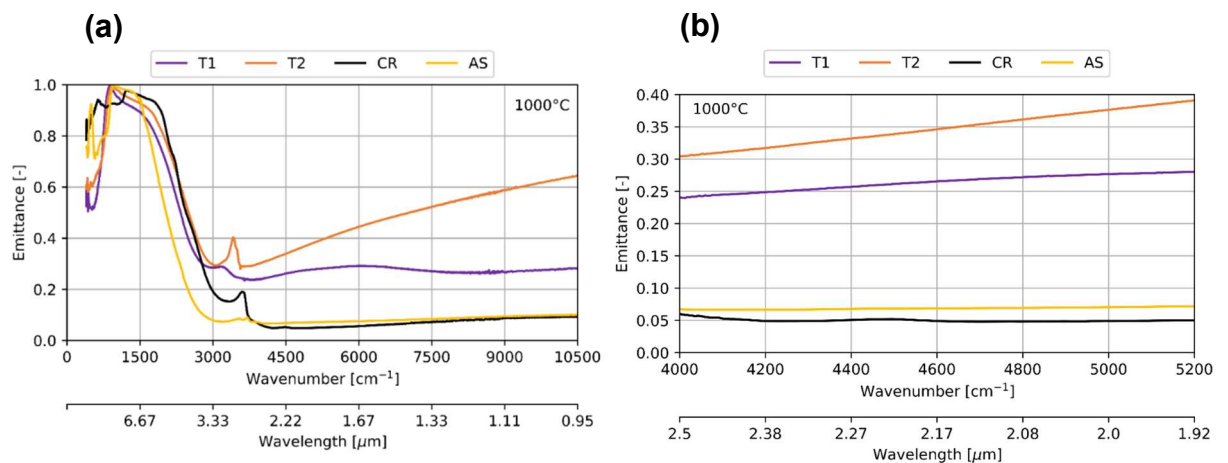 (a)
T1 T2 CR AS
1000°C
Emittance [-]
1.0
0.8
0.6
0.4
0.2
0.0
0 1500 3000 4500 6000 7500 9000 10500
Wavenumber [cm⁻¹]
6.67 3.33 2.22 1.67 1.33 1.11 0.95
Wavelength [μm]
(b)
T1 T2 CR AS
1000°C
Emittance [-]
0.40
0.35
0.30
0.25
0.20
0.15
0.10
0.05
0.00
4000 4200 4400 4600 4800 5000 5200
Wavenumber [cm⁻¹]
2.5 2.38 2.27 2.17 2.08 2.0 1.92
Wavelength [μm]